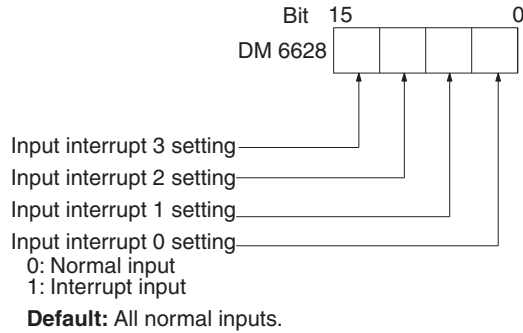 Bit 15 0
DM 6628
Input interrupt 3 setting
Input interrupt 2 setting
Input interrupt 1 setting
Input interrupt 0 setting
0: Normal input
1: Interrupt input
Default: All normal inputs.